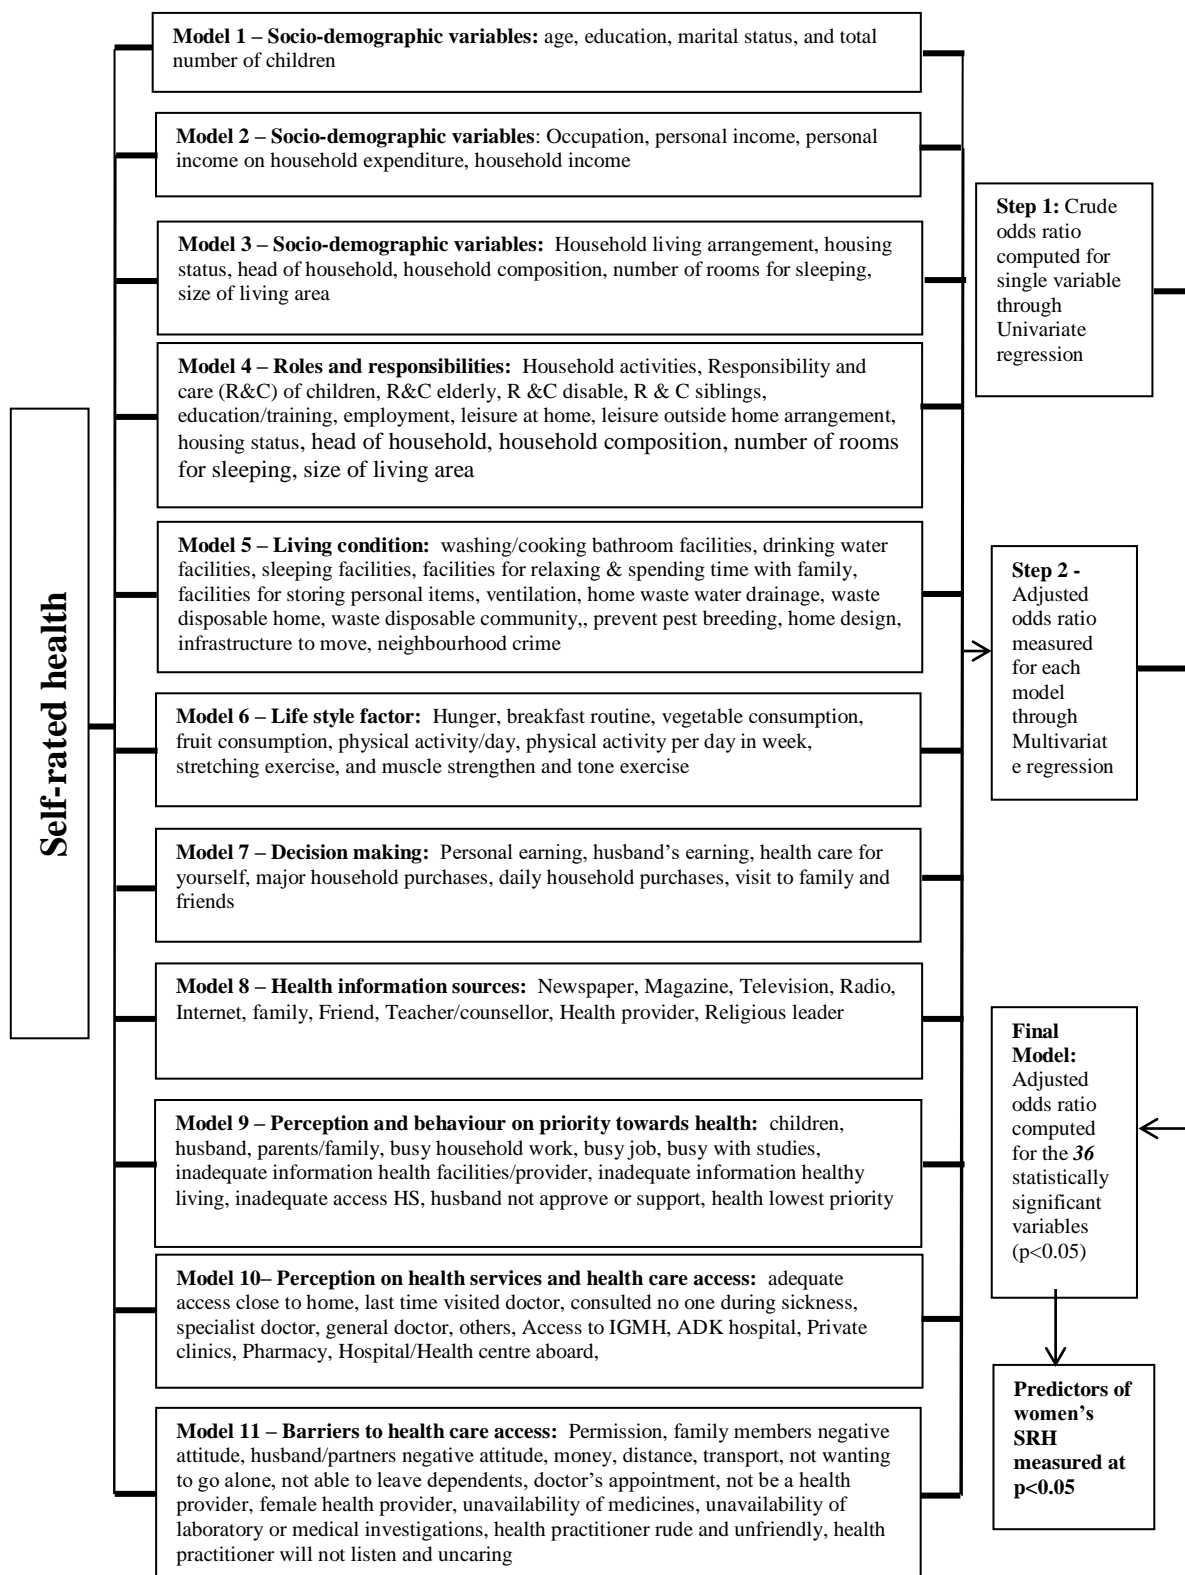 Self-rated health
Model 1 – Socio-demographic variables: age, education, marital status, and total
number of children
Model 2 – Socio-demographic variables: Occupation, personal income, personal
income on household expenditure, household income
Model 3 – Socio-demographic variables: Household living arrangement, housing
status, head of household, household composition, number of rooms for sleeping,
size of living area
Model 4 – Roles and responsibilities: Household activities, Responsibility and
care (R&C) of children, R&C elderly, R &C disable, R & C siblings,
education/training, employment, leisure at home, leisure outside home arrangement,
housing status, head of household, household composition, number of rooms
for sleeping, size of living area
Model 5 – Living condition: washing/cooking bathroom facilities, drinking water
facilities, sleeping facilities, facilities for relaxing & spending time with family,
facilities for storing personal items, ventilation, home waste water drainage, waste
disposable home, waste disposable community,, prevent pest breeding, home design,
infrastructure to move, neighbourhood crime
Model 6 – Life style factor: Hunger, breakfast routine, vegetable consumption,
fruit consumption, physical activity/day, physical activity per day in week,
stretching exercise, and muscle strengthen and tone exercise
Model 7 – Decision making: Personal earning, husband's earning, health care for
yourself, major household purchases, daily household purchases, visit to family and
friends
Model 8 – Health information sources: Newspaper, Magazine, Television, Radio,
Internet, family, Friend, Teacher/counsellor, Health provider, Religious leader
Model 9 – Perception and behaviour on priority towards health: children,
husband, parents/family, busy household work, busy job, busy with studies,
inadequate information health facilities/provider, inadequate information healthy
living, inadequate access HS, husband not approve or support, health lowest priority
Model 10– Perception on health services and health care access: adequate
access close to home, last time visited doctor, consulted no one during sickness,
specialist doctor, general doctor, others, Access to IGMH, ADK hospital, Private
clinics, Pharmacy, Hospital/Health centre aboard,
Model 11 – Barriers to health care access: Permission, family members negative
attitude, husband/partners negative attitude, money, distance, transport, not wanting
to go alone, not able to leave dependents, doctor's appointment, not be a health
provider, female health provider, unavailability of medicines, unavailability of
laboratory or medical investigations, health practitioner rude and unfriendly, health
practitioner will not listen and uncaring
Step 1: Crude
odds ratio
computed for
single variable
through
Univariate
regression
Step 2 -
Adjusted
odds ratio
measured
for each
model
through
Multivariat
e regression
Final
Model:
Adjusted
odds ratio
computed
for the 36
statistically
significant
variables
(p<0.05)
Predictors of
women's
SRH
measured at
p<0.05